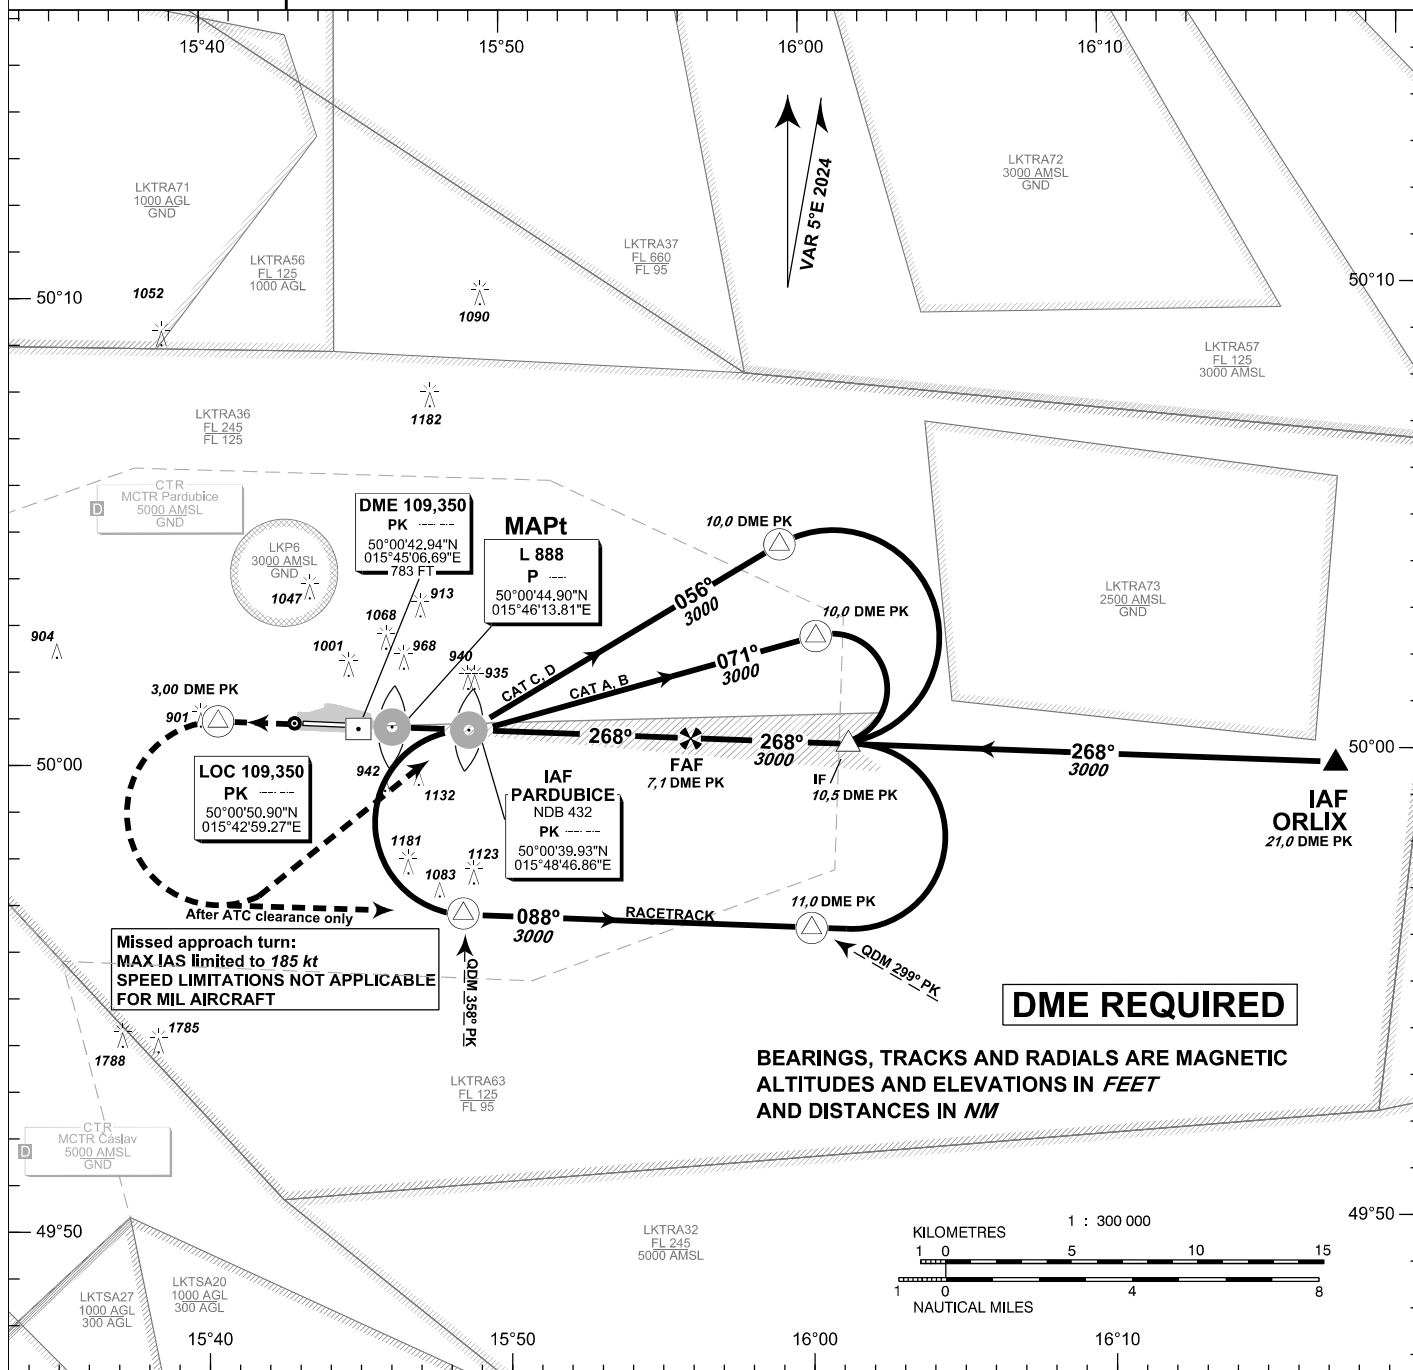 15°40'
15°50'
16°00'
16°10'
LKTRA71
1000 AGL
GND
LKTRA56
FL 125
1000 AGL
LKTRA37
FL 660
FL 95
VAR 5°E 2024
LKTRA72
3000 AMSL
GND
50°10'
50°10'
1052
1090
LKTRA57
FL 125
3000 AMSL
1182
LKTRA36
FL 245
FL 125
CTR
MCTR Pardubice
5000 AMSL
GND
D
DME 109,350
PK
50°00'42.94"N
015°45'06.69"E
783 FT
MAPt
L 888
P
50°00'44.90"N
015°46'13.81"E
10,0 DME PK
LKP6
3000 AMSL
GND
1047
LKTRA73
2500 AMSL
GND
913
1068
968
1001
904
940
935
056°
3000
10,0 DME PK
071°
3000
CAT C, D
CAT A, B
3,00 DME PK
901
268°
268°
3000
268°
3000
FAF
7,1 DME PK
IF
10,5 DME PK
50°00'
50°00'
LOC 109,350
PK
50°00'50.90"N
015°42'59.27"E
942
1132
IAF
PARDUBICE
NDB 432
PK
50°00'39.93"N
015°48'46.86"E
IAF
ORLIX
21,0 DME PK
1181
1083
1123
After ATC clearance only
088°
3000
RACETRACK
11,0 DME PK
QDM 358° PK
QDM 299° PK
Missed approach turn:
MAX IAS limited to 185 kt
SPEED LIMITATIONS NOT APPLICABLE
FOR MIL AIRCRAFT
DME REQUIRED
1788
1785
BEARINGS, TRACKS AND RADIALS ARE MAGNETIC
ALTITUDES AND ELEVATIONS IN FEET
AND DISTANCES IN NM
LKTRA63
FL 125
FL 95
CTR
MCTR Čáslav
5000 AMSL
GND
D
49°50'
49°50'
LKTRA32
FL 245
5000 AMSL
1 : 300 000
KILOMETRES
1 0 5 10 15
1 0 4 8
NAUTICAL MILES
LKTSA27
1000 AGL
300 AGL
LKTSA20
1000 AGL
300 AGL
15°40'
15°50'
16°00'
16°10'